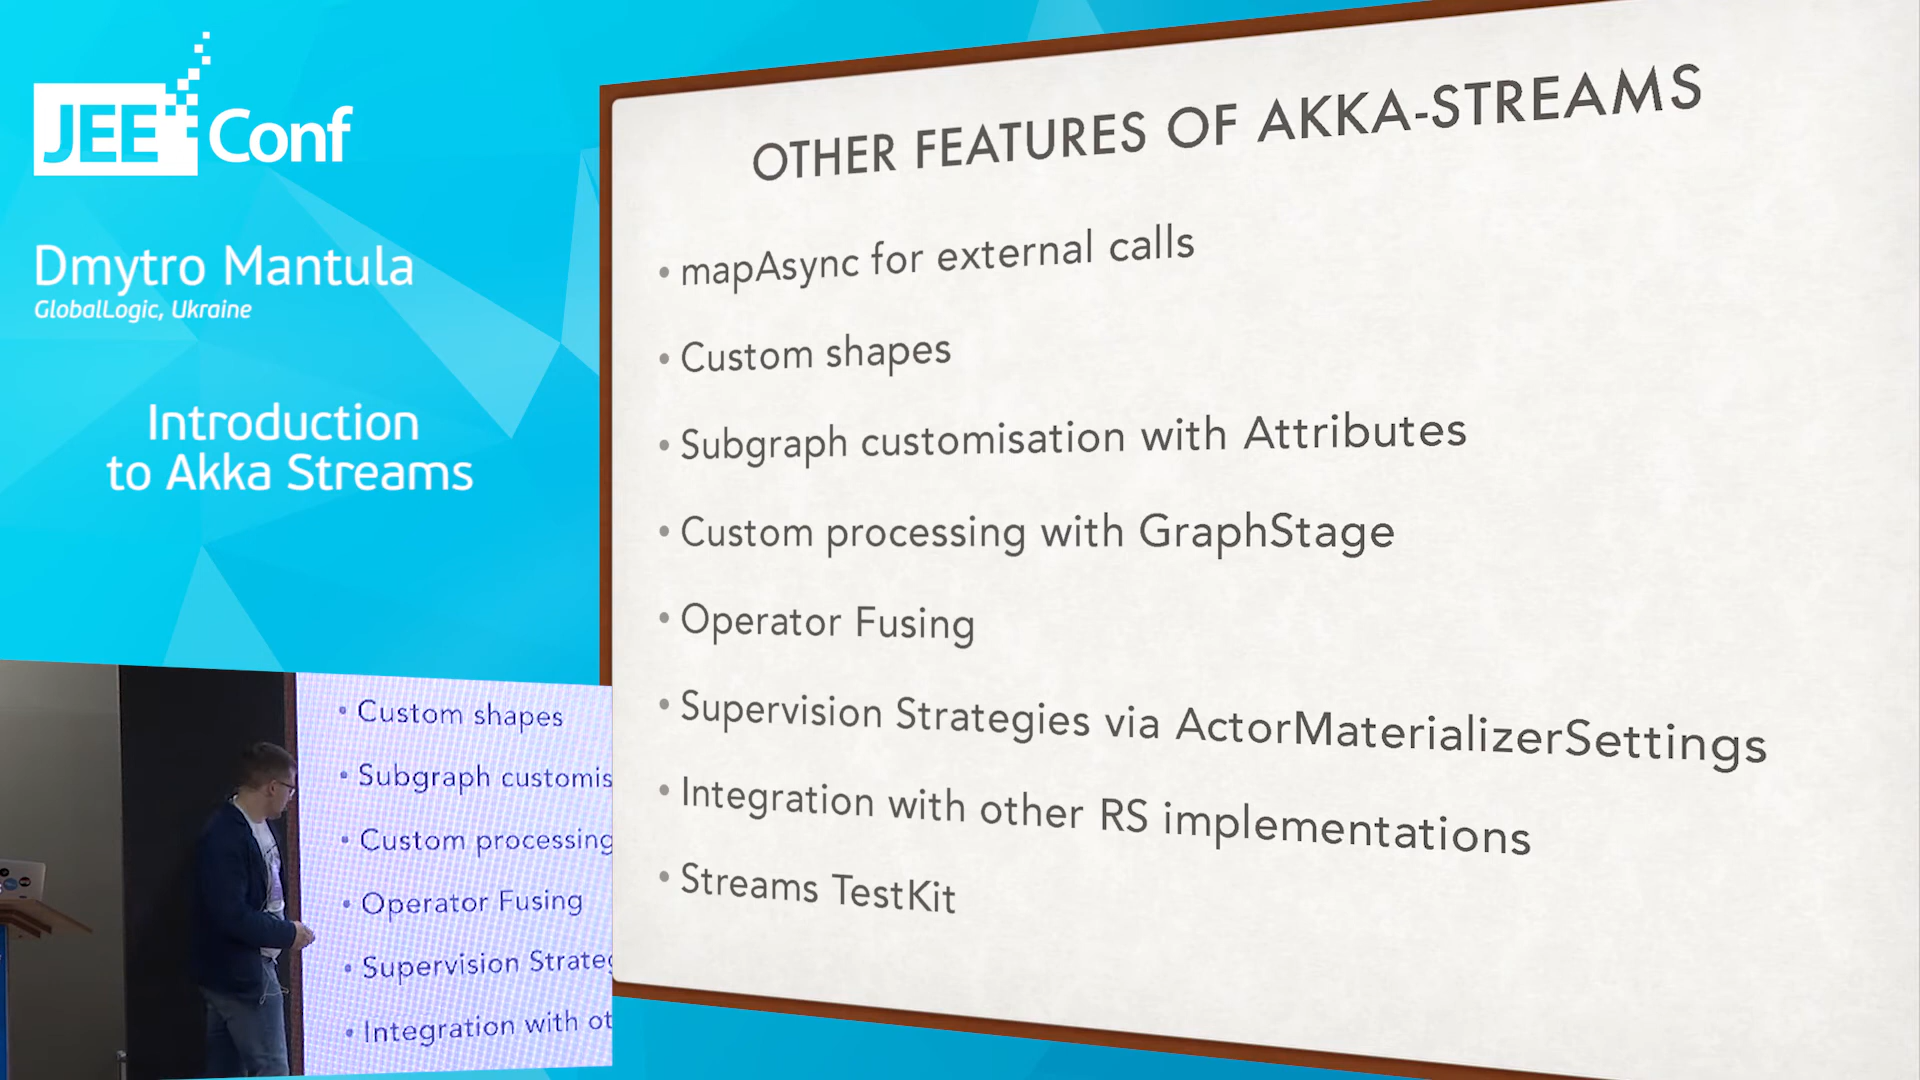 JEE Conf
Dmytro Mantula
GlobalLogic, Ukraine
Introduction
to Akka Streams
OTHER FEATURES OF AKKA-STREAMS
• mapAsync for external calls
• Custom shapes
• Subgraph customisation with Attributes
• Custom processing with GraphStage
• Operator Fusing
• Supervision Strategies via ActorMaterializerSettings
• Integration with other RS implementations
• Streams TestKit
• Custom shapes
• Subgraph customis
• Custom processing
• Operator Fusing
• Supervision Strateg
• Integration with ot